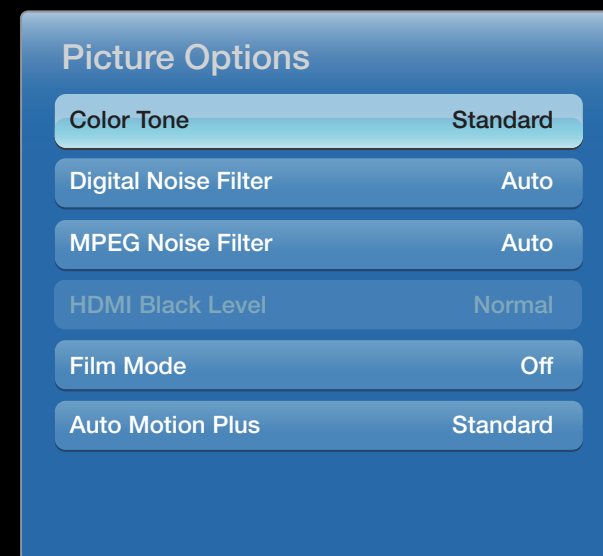 Picture Options
Color Tone Standard
Digital Noise Filter Auto
MPEG Noise Filter Auto
HDMI Black Level Normal
Film Mode Off
Auto Motion Plus Standard